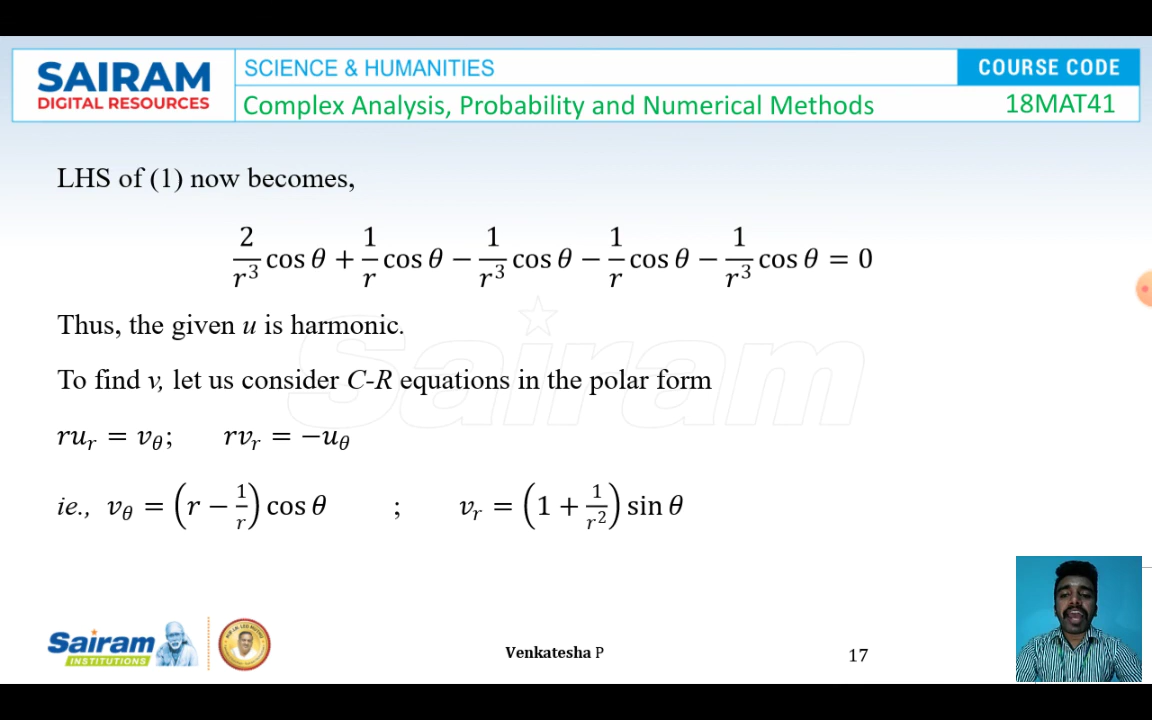 SAIRAM
DIGITAL RESOURCES
SCIENCE & HUMANITIES
COURSE CODE
Complex Analysis, Probability and Numerical Methods
18MAT41
LHS of (1) now becomes,
2/r³ cos θ + 1/r cos θ − 1/r³ cos θ − 1/r cos θ − 1/r³ cos θ = 0
Thus, the given u is harmonic.
Sairam
To find v, let us consider C-R equations in the polar form
ru_r = v_θ; rv_r = −u_θ
ie., v_θ = (r − 1/r) cos θ ; v_r = (1 + 1/r²) sin θ
Sairam
INSTITUTIONS
Venkatesha P
17